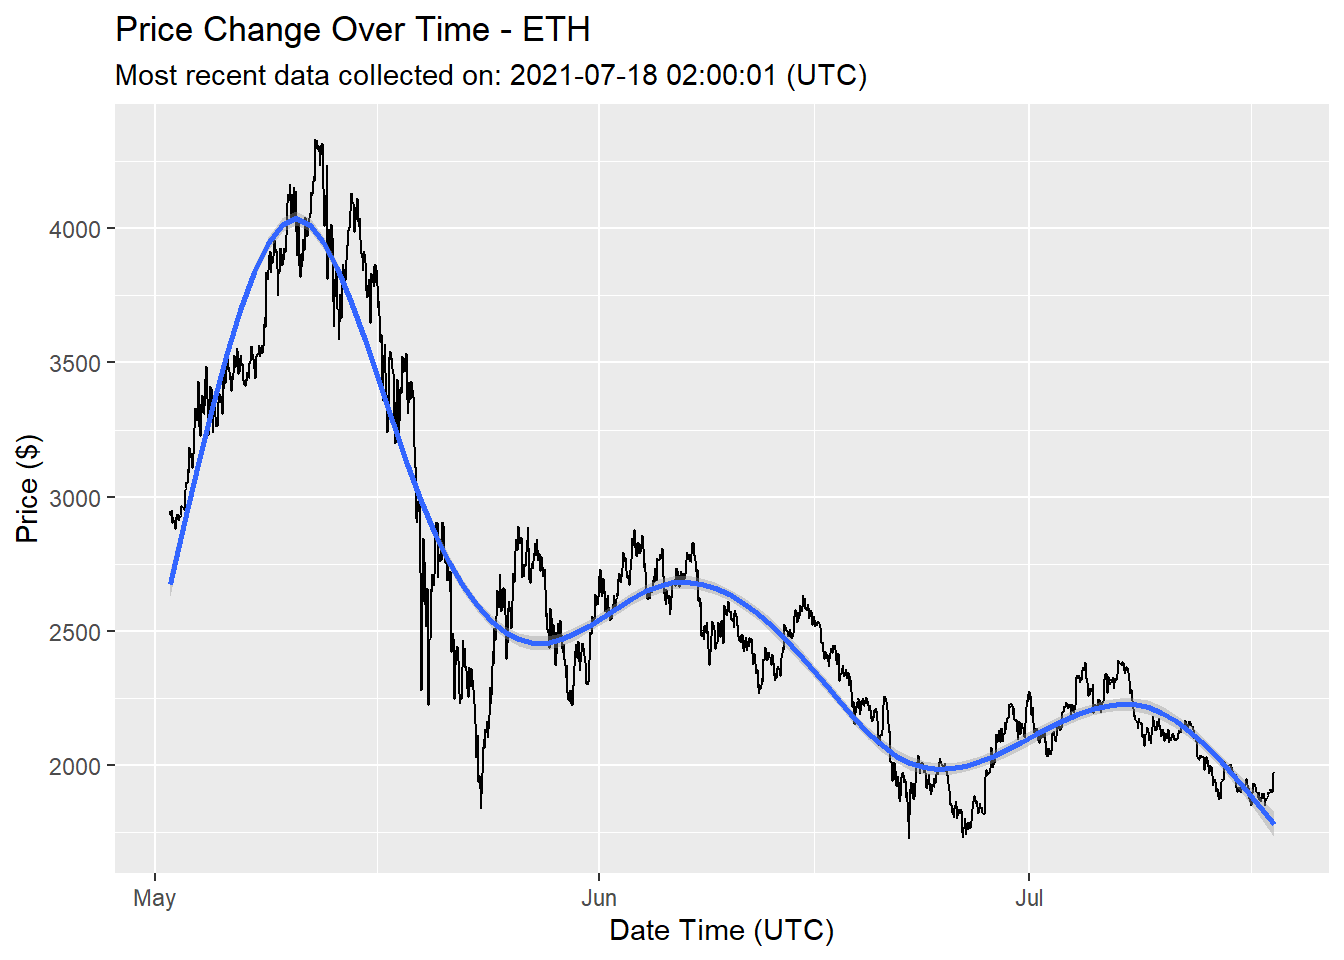 Price Change Over Time - ETH
Most recent data collected on: 2021-07-18 02:00:01 (UTC)
Price ($)
4000
3500
3000
2500
2000
May
Jun
Jul
Date Time (UTC)